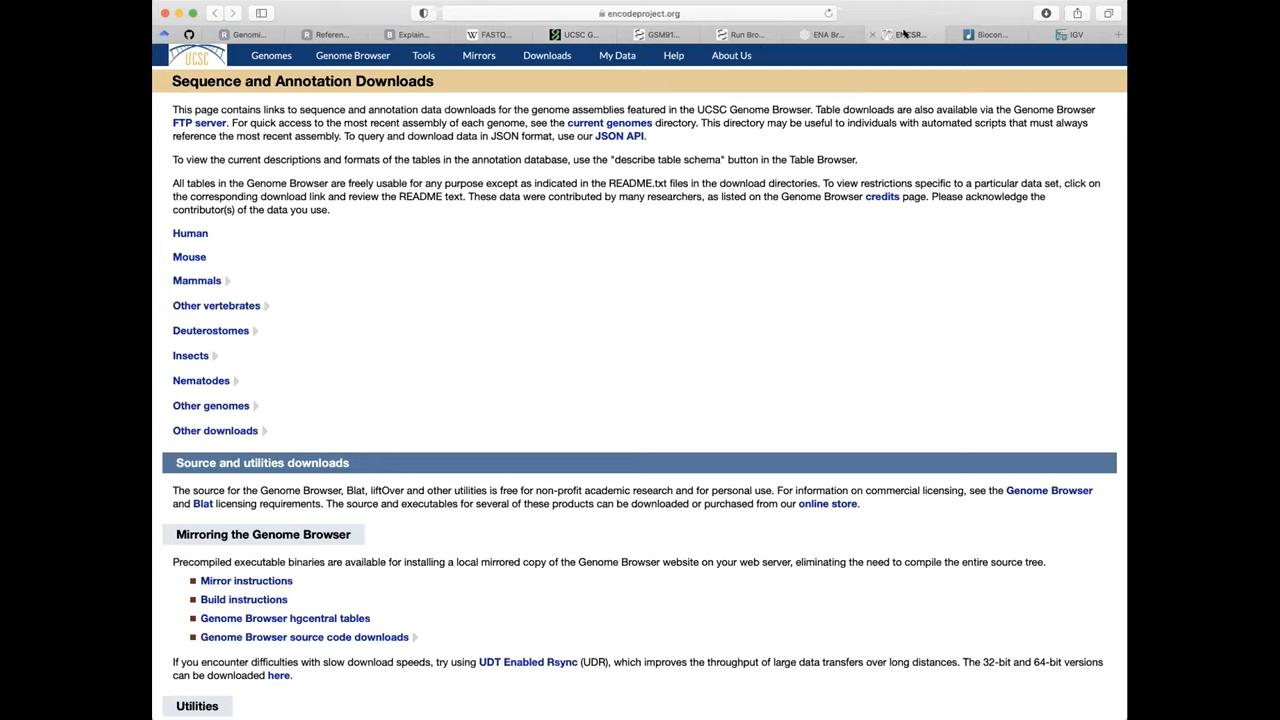 encodeproject.org
Genomi...
Referen...
Explain...
FASTQ...
UCSC G...
GSM91...
Run Bro...
ENA Br...
Biocon...
IGV
UCSC
Genomes
Genome Browser
Tools
Mirrors
Downloads
My Data
Help
About Us
Sequence and Annotation Downloads
This page contains links to sequence and annotation data downloads for the genome assemblies featured in the UCSC Genome Browser. Table downloads are also available via the Genome Browser
FTP server. For quick access to the most recent assembly of each genome, see the current genomes directory. This directory may be useful to individuals with automated scripts that must always
reference the most recent assembly. To query and download data in JSON format, use our JSON API.
To view the current descriptions and formats of the tables in the annotation database, use the "describe table schema" button in the Table Browser.
All tables in the Genome Browser are freely usable for any purpose except as indicated in the README.txt files in the download directories. To view restrictions specific to a particular data set, click on
the corresponding download link and review the README text. These data were contributed by many researchers, as listed on the Genome Browser credits page. Please acknowledge the
contributor(s) of the data you use.
Human
Mouse
Mammals
Other vertebrates
Deuterostomes
Insects
Nematodes
Other genomes
Other downloads
Source and utilities downloads
The source for the Genome Browser, Blat, liftOver and other utilities is free for non-profit academic research and for personal use. For information on commercial licensing, see the Genome Browser
and Blat licensing requirements. The source and executables for several of these products can be downloaded or purchased from our online store.
Mirroring the Genome Browser
Precompiled executable binaries are available for installing a local mirrored copy of the Genome Browser website on your web server, eliminating the need to compile the entire source tree.
Mirror instructions
Build instructions
Genome Browser hgcentral tables
Genome Browser source code downloads
If you encounter difficulties with slow download speeds, try using UDT Enabled Rsync (UDR), which improves the throughput of large data transfers over long distances. The 32-bit and 64-bit versions
can be downloaded here.
Utilities